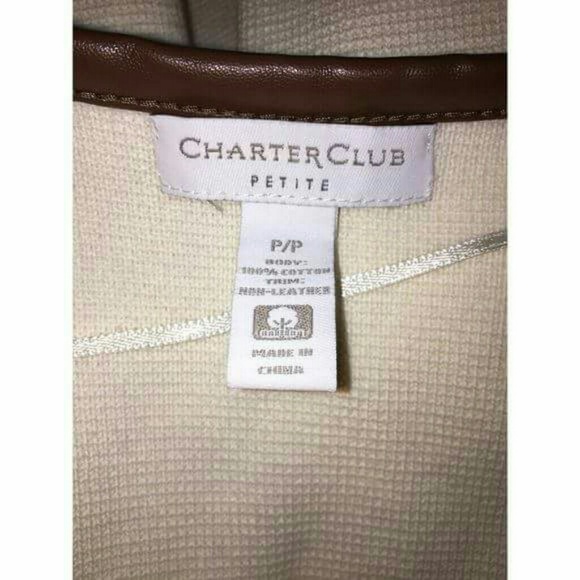 CHARTER CLUB
PETITE
P/P
BODY:
100% COTTON
TRIM:
NON-LEATHER
MADE IN
CHINA